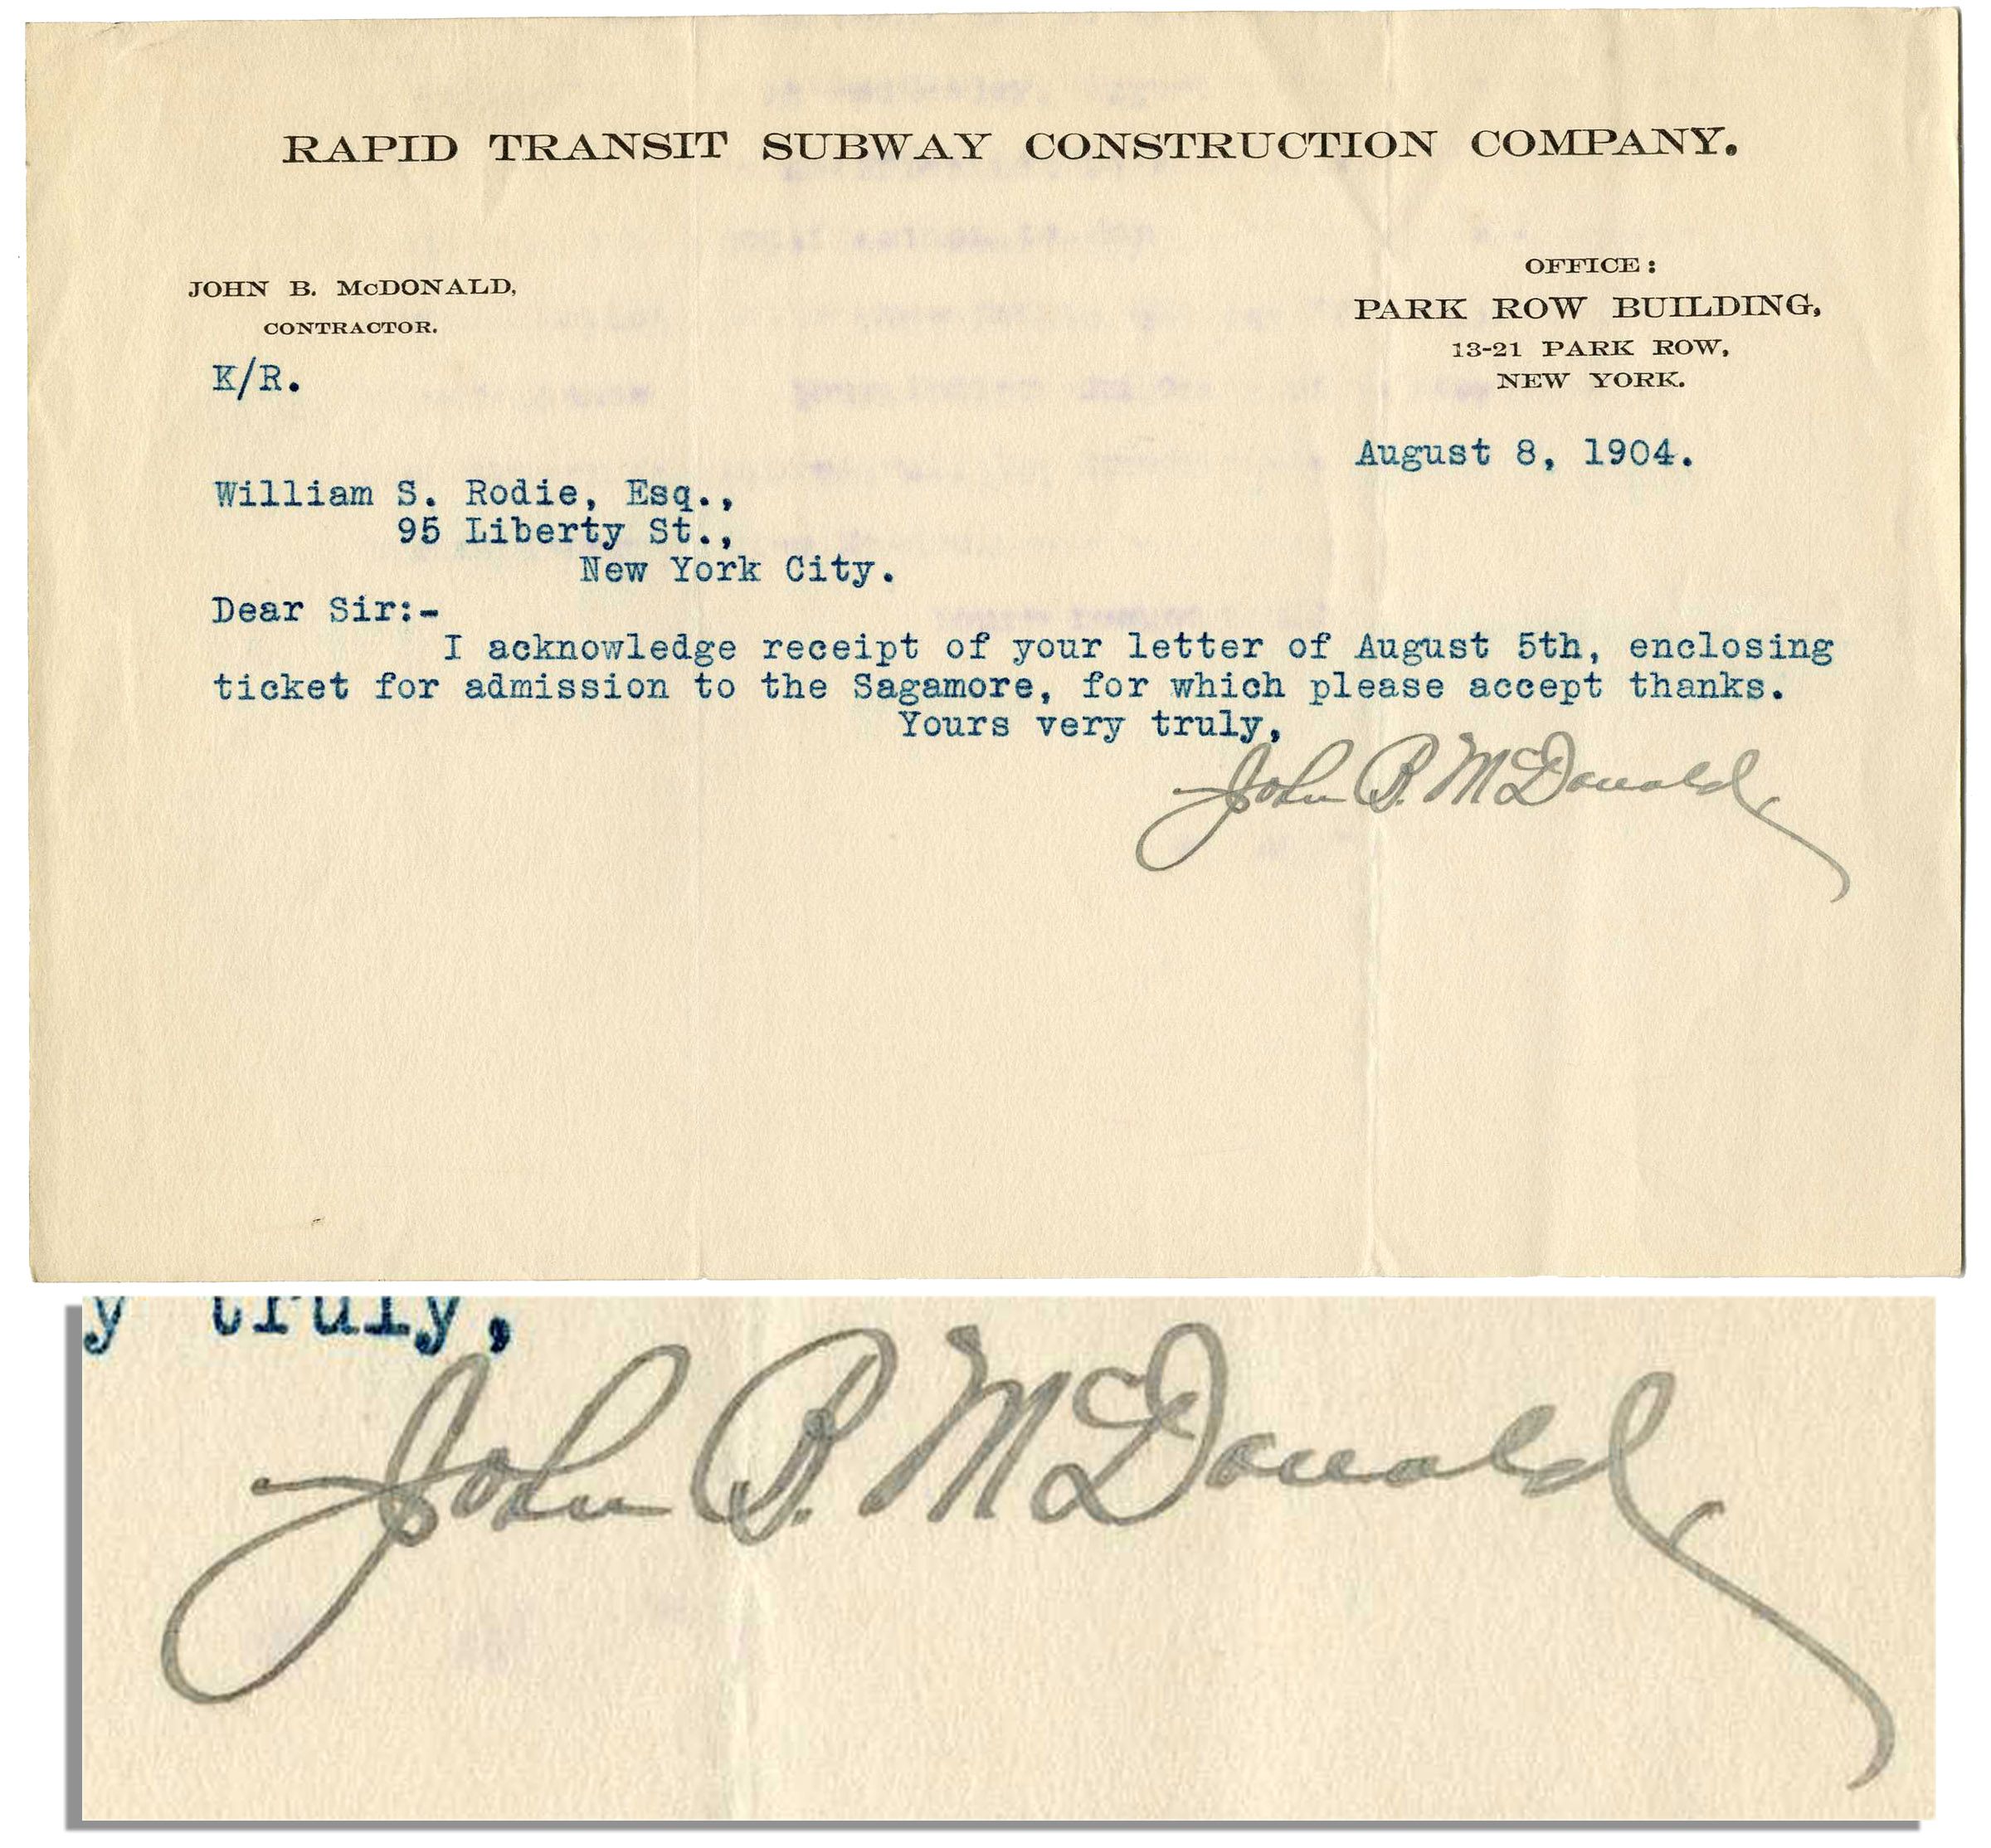 RAPID TRANSIT SUBWAY CONSTRUCTION COMPANY.
JOHN B. McDONALD,
CONTRACTOR.
OFFICE:
PARK ROW BUILDING,
13-21 PARK ROW,
NEW YORK.
K/R.
August 8, 1904.
William S. Rodie, Esq.,
95 Liberty St.,
New York City.
Dear Sir:-
I acknowledge receipt of your letter of August 5th, enclosing
ticket for admission to the Sagamore, for which please accept thanks.
Yours very truly,
John B. McDonald
y truly,
John B. McDonald